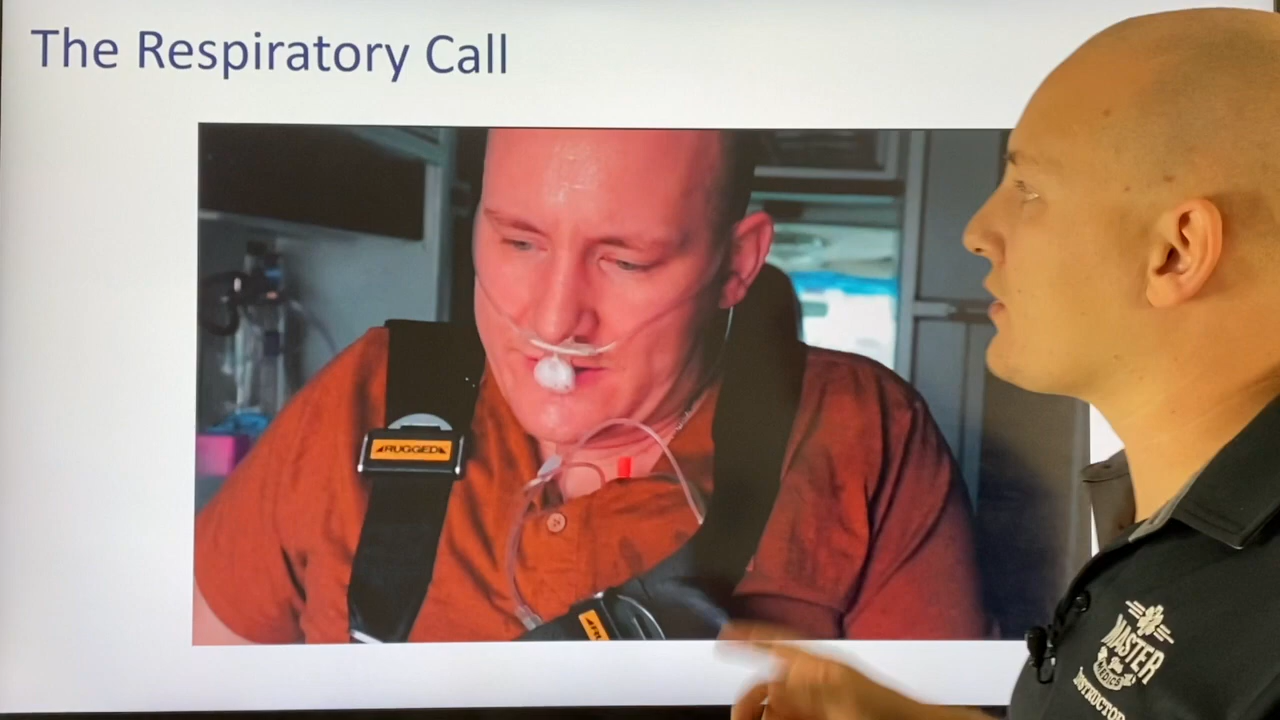 The Respiratory Call
RUGGED
MASTER
MEDICS
INSTRUCTOR